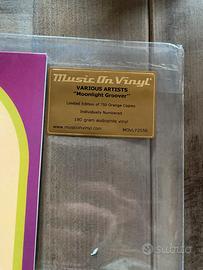 Music On Vinyl
VARIOUS ARTISTS
"Moonlight Groover"
Limited Edition of 750 Orange Copies
Individually Numbered
180 gram audiophile vinyl
www.musiconvinyl.com
subito